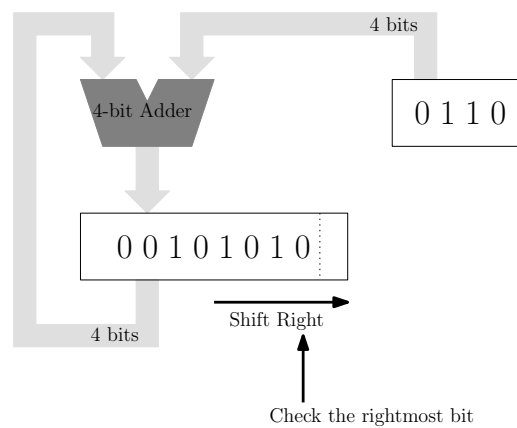 4 bits
4-bit Adder
0 1 1 0
0 0 1 0 1 0 1 0
Shift Right
4 bits
Check the rightmost bit